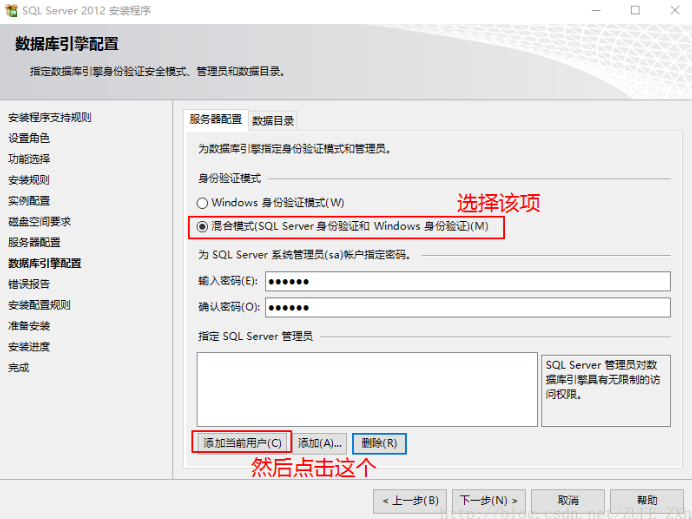 SQL Server 2012 安装程序
数据库引擎配置
指定数据库引擎身份验证安全模式、管理员和数据目录。
安装程序支持规则
设置角色
功能选择
安装规则
实例配置
磁盘空间要求
服务器配置
数据库引擎配置
错误报告
安装配置规则
准备安装
安装进度
完成
服务器配置 数据目录
为数据库引擎指定身份验证模式和管理员。
身份验证模式
Windows 身份验证模式(W)
选择该项
混合模式(SQL Server 身份验证和 Windows 身份验证)(M)
为 SQL Server 系统管理员(sa)帐户指定密码。
输入密码(E): ●●●●●●
确认密码(O): ●●●●●●
指定 SQL Server 管理员
SQL Server 管理员对数
据库引擎具有无限制的访
问权限。
添加当前用户(C) 添加(A)... 删除(R)
然后点击这个
< 上一步(B) 下一步(N) > 取消 帮助
http://blog.csdn.net/ZUFE_ZXh